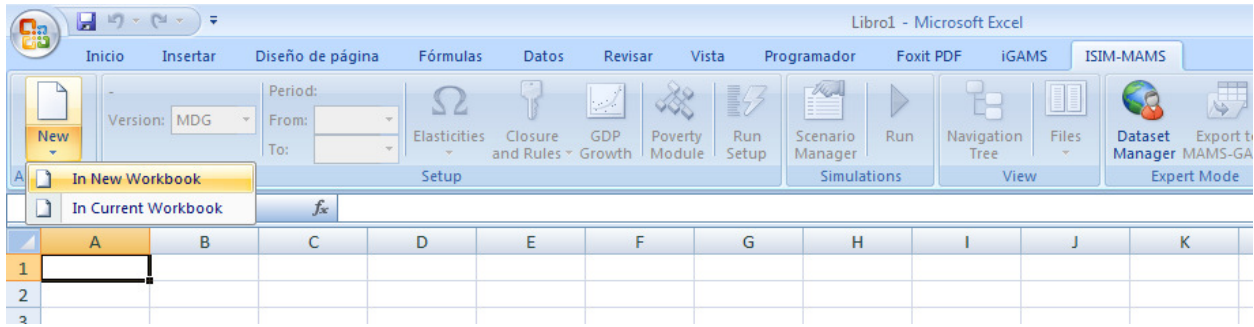 Libro1 - Microsoft Excel
Inicio Insertar Diseño de página Fórmulas Datos Revisar Vista Programador Foxit PDF iGAMS ISIM-MAMS
New
-
Version: MDG
Period:
From:
To:
Elasticities
Closure and Rules
GDP Growth
Poverty Module
Run Setup
Scenario Manager
Run
Navigation Tree
Files
Dataset Manager
Export to
MAMS-GA
A
Setup
Simulations
View
Expert Mode
In New Workbook
In Current Workbook
fx
A B C D E F G H I J K
1
2
3